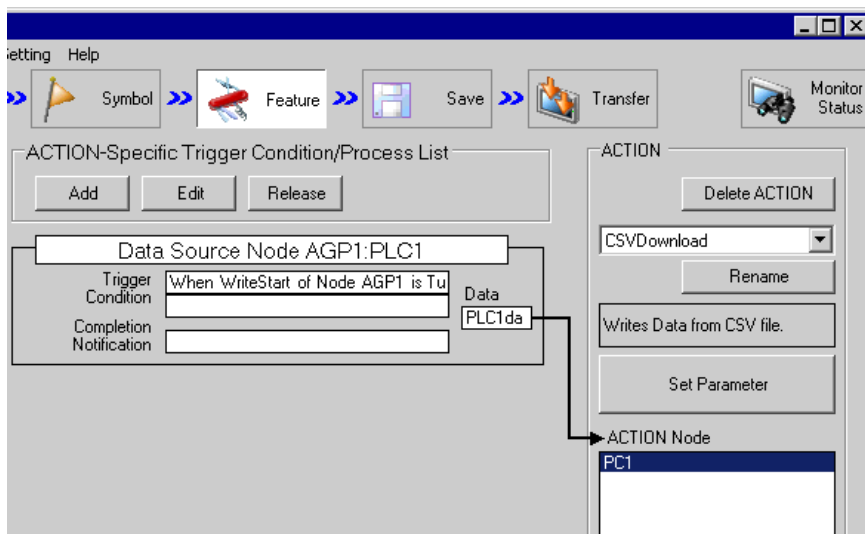 etting Help
Symbol Feature Save Transfer Monitor Status
ACTION-Specific Trigger Condition/Process List
Add Edit Release
Data Source Node AGP1:PLC1
Trigger Condition When WriteStart of Node AGP1 is Tu
Data
PLC1da
Completion Notification
ACTION
Delete ACTION
CSVDownload
Rename
Writes Data from CSV file.
Set Parameter
ACTION Node
PC1